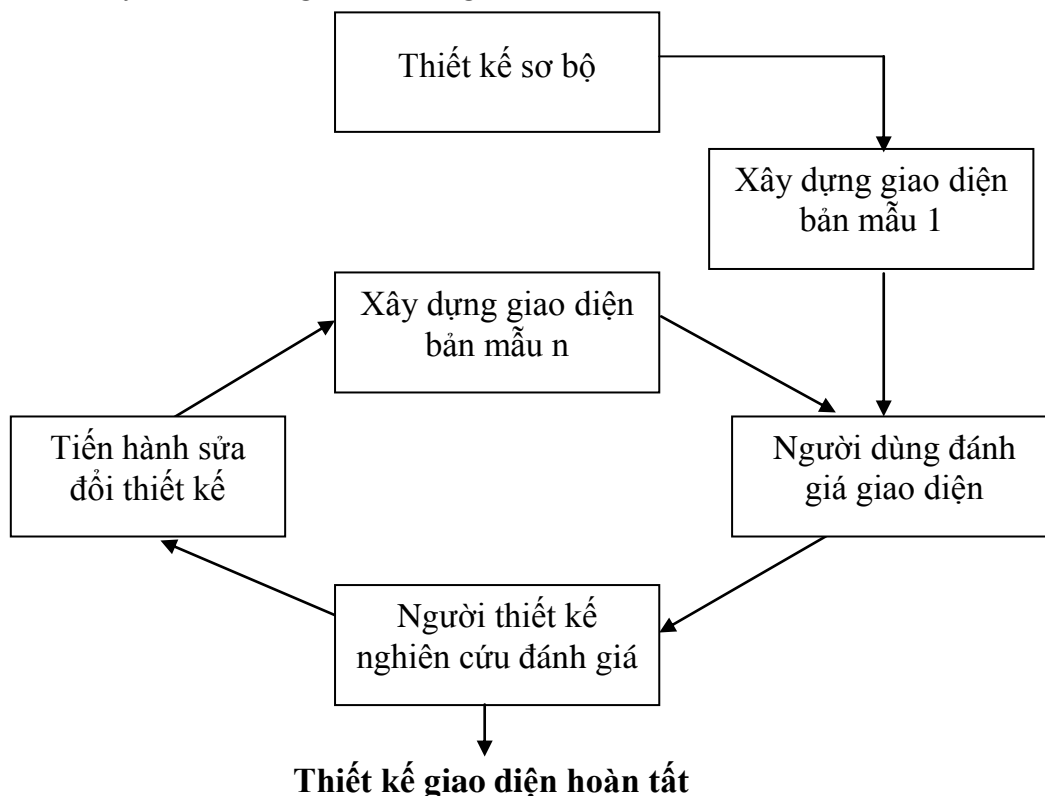 Thiết kế sơ bộ
Xây dựng giao diện
bản mẫu 1
Xây dựng giao diện
bản mẫu n
Tiến hành sửa
đổi thiết kế
Người dùng đánh
giá giao diện
Người thiết kế
nghiên cứu đánh giá
Thiết kế giao diện hoàn tất